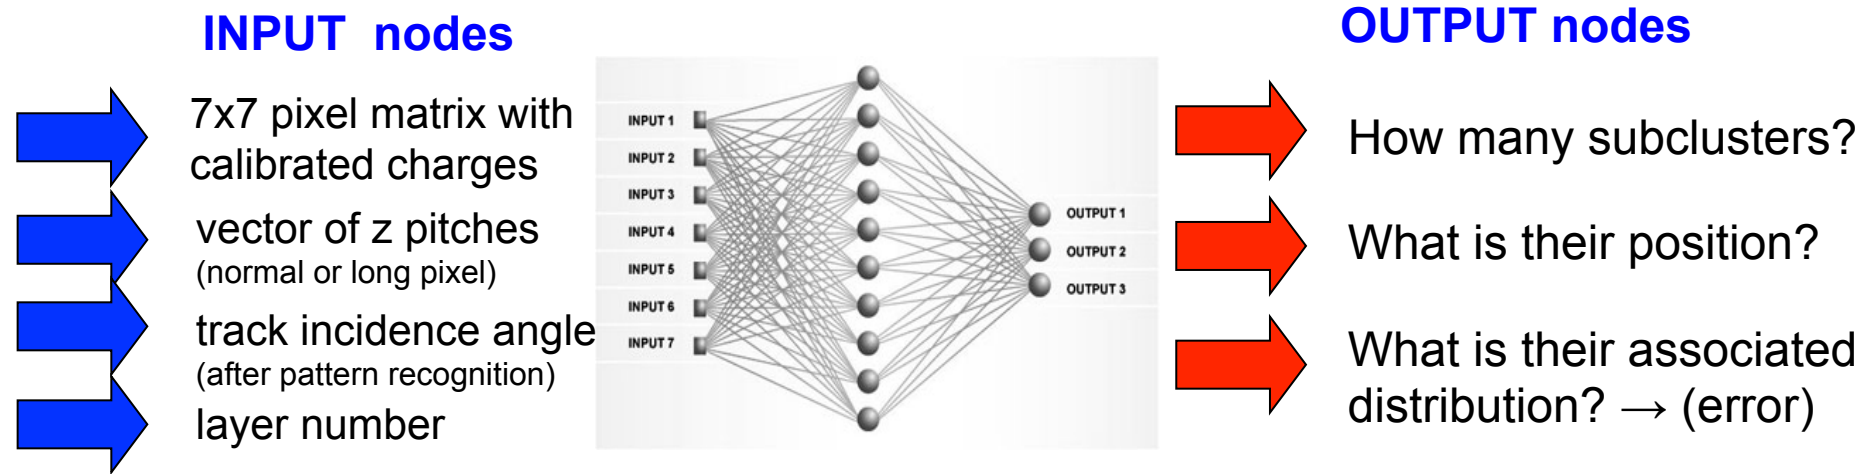 INPUT nodes
7x7 pixel matrix with
calibrated charges
vector of z pitches
(normal or long pixel)
track incidence angle
(after pattern recognition)
layer number
INPUT 1
INPUT 2
INPUT 3
INPUT 4
INPUT 5
INPUT 6
INPUT 7
OUTPUT 1
OUTPUT 2
OUTPUT 3
OUTPUT nodes
How many subclusters?
What is their position?
What is their associated
distribution? → (error)